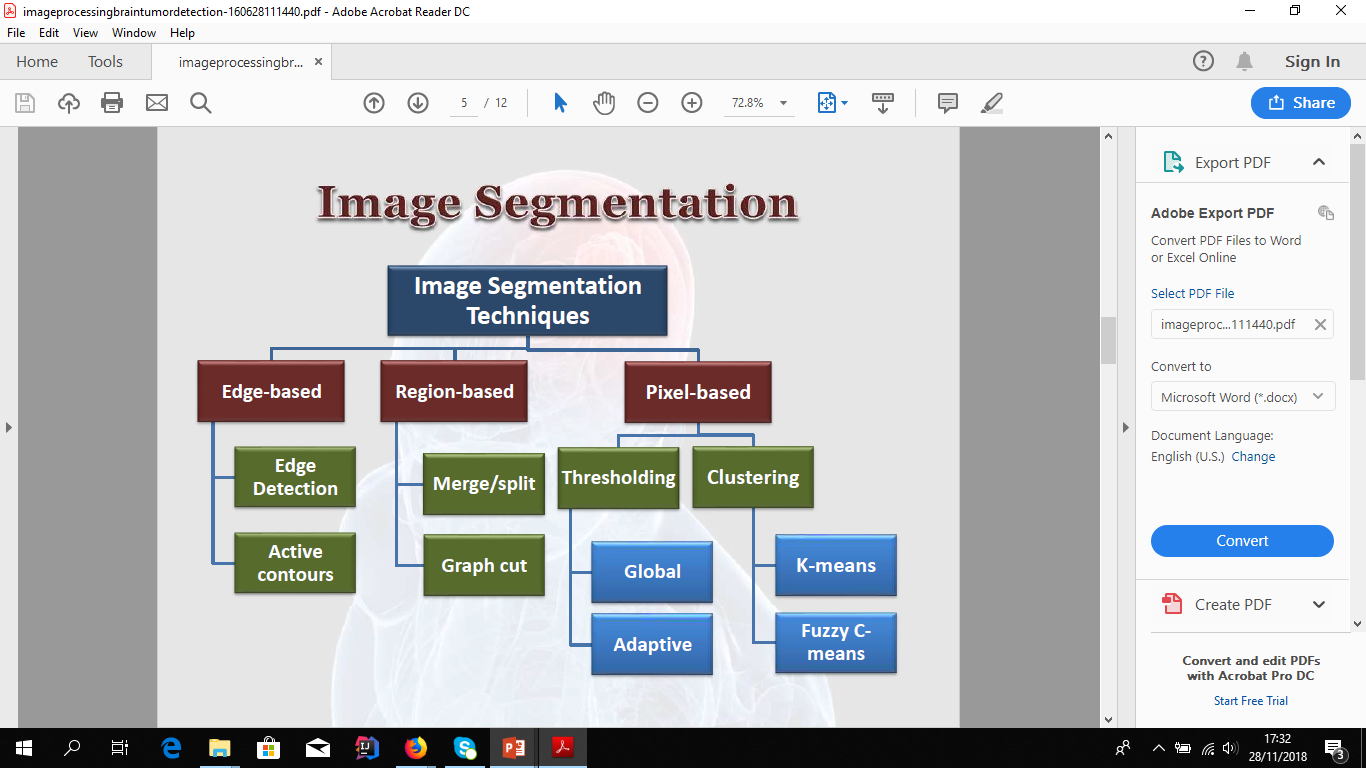 imageprocessingbraintumordetection-160628111440.pdf - Adobe Acrobat Reader DC
File Edit View Window Help
Home Tools imageprocessingbr... × Sign In
5 / 12 72.8% Share
Image Segmentation
Image Segmentation
Techniques
Edge-based
Region-based
Pixel-based
Edge
Detection
Active
contours
Merge/split
Graph cut
Thresholding
Clustering
Global
Adaptive
K-means
Fuzzy C-
means
Export PDF
Adobe Export PDF
Convert PDF Files to Word
or Excel Online
Select PDF File
imageproc...111440.pdf
Convert to
Microsoft Word (*.docx)
Document Language:
English (U.S.) Change
Convert
Create PDF
Convert and edit PDFs
with Acrobat Pro DC
Start Free Trial
17:32
28/11/2018
3